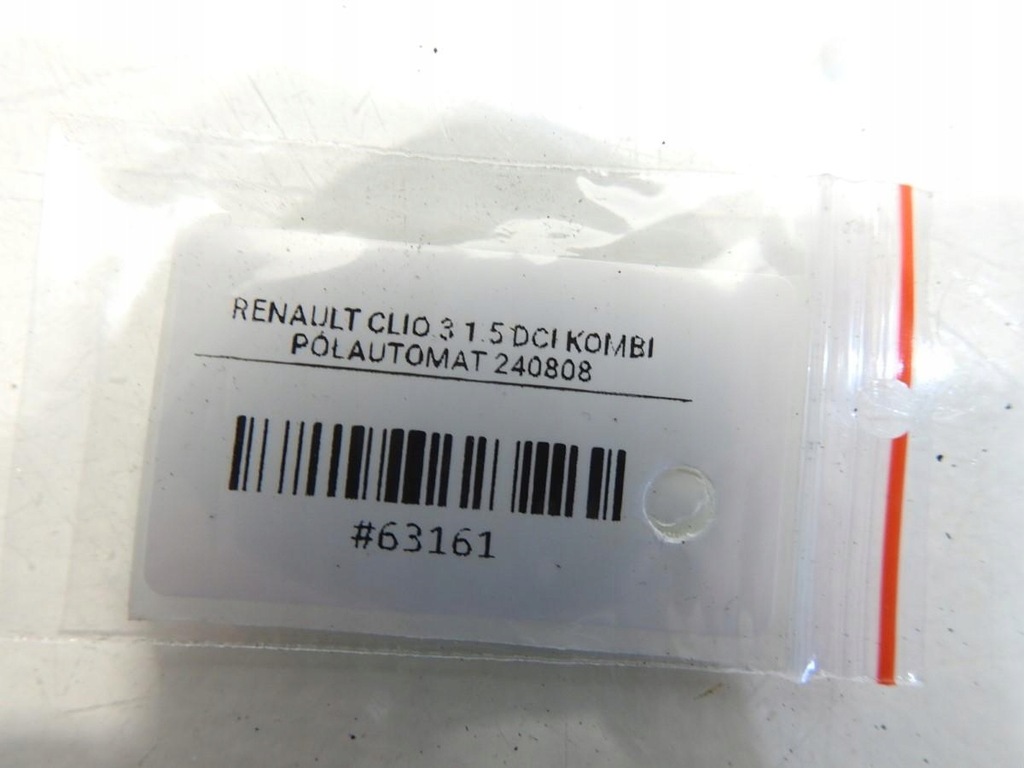 RENAULT CLIO 3 1.5 DCI KOMBI
PÓŁAUTOMAT 240808
#63161